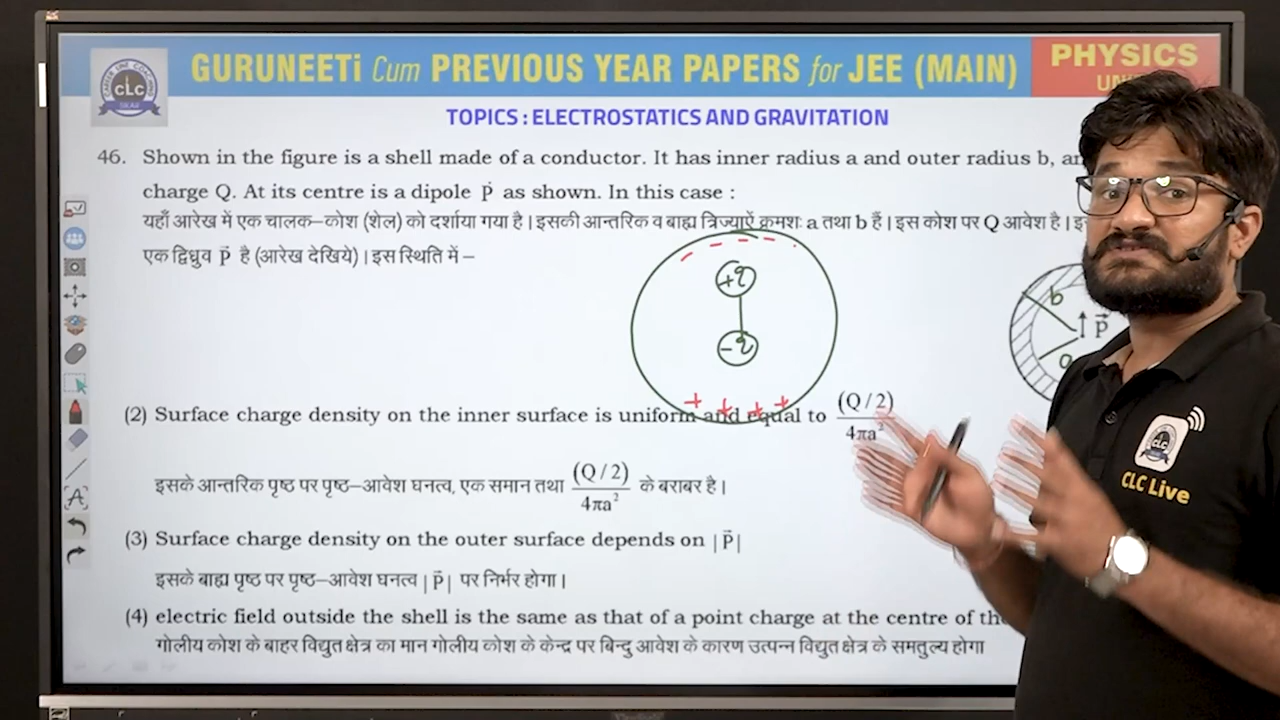 GURUNEETi Cum PREVIOUS YEAR PAPERS for JEE (MAIN)
PHYSICS
CLC
SIKAR
TOPICS : ELECTROSTATICS AND GRAVITATION
46. Shown in the figure is a shell made of a conductor. It has inner radius a and outer radius b, an
charge Q. At its centre is a dipole P⃗ as shown. In this case :
यहाँ आरेख में एक चालक–कोश (शेल) को दर्शाया गया है। इसकी आन्तरिक व बाह्य त्रिज्याऐं क्रमशः a तथा b हैं। इस कोश पर Q आवेश है।
एक द्विध्रुव P⃗ है (आरेख देखिये)। इस स्थिति में –
+q
-q
b
P⃗
a
(2) Surface charge density on the inner surface is uniform and equal to (Q/2)/4πa²
इसके आन्तरिक पृष्ठ पर पृष्ठ–आवेश घनत्व, एक समान तथा (Q/2)/4πa² के बराबर है।
(3) Surface charge density on the outer surface depends on |P⃗|
इसके बाह्य पृष्ठ पर पृष्ठ–आवेश घनत्व |P⃗| पर निर्भर होगा।
(4) electric field outside the shell is the same as that of a point charge at the centre of
गोलीय कोश के बाहर विद्युत क्षेत्र का मान गोलीय कोश के केन्द्र पर बिन्दु आवेश के कारण उत्पन्न विद्युत क्षेत्र के समतुल्य होगा
CLC Live